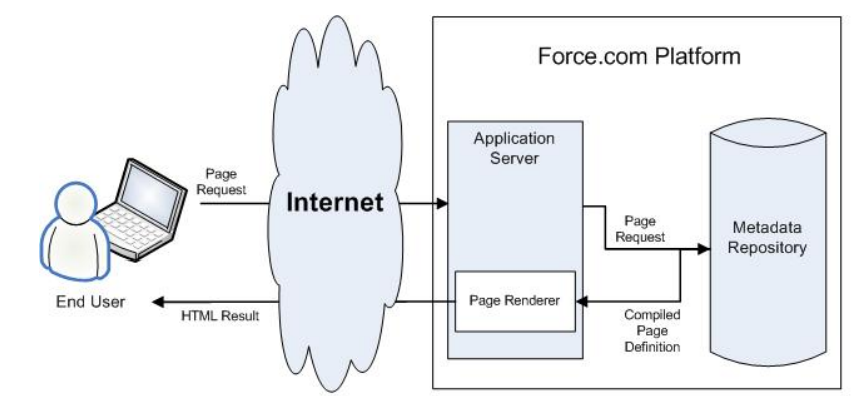 Force.com Platform
Application
Server
Page
Request
Internet
Page
Request
Metadata
Repository
End User
HTML Result
Page Renderer
Compiled
Page
Definition